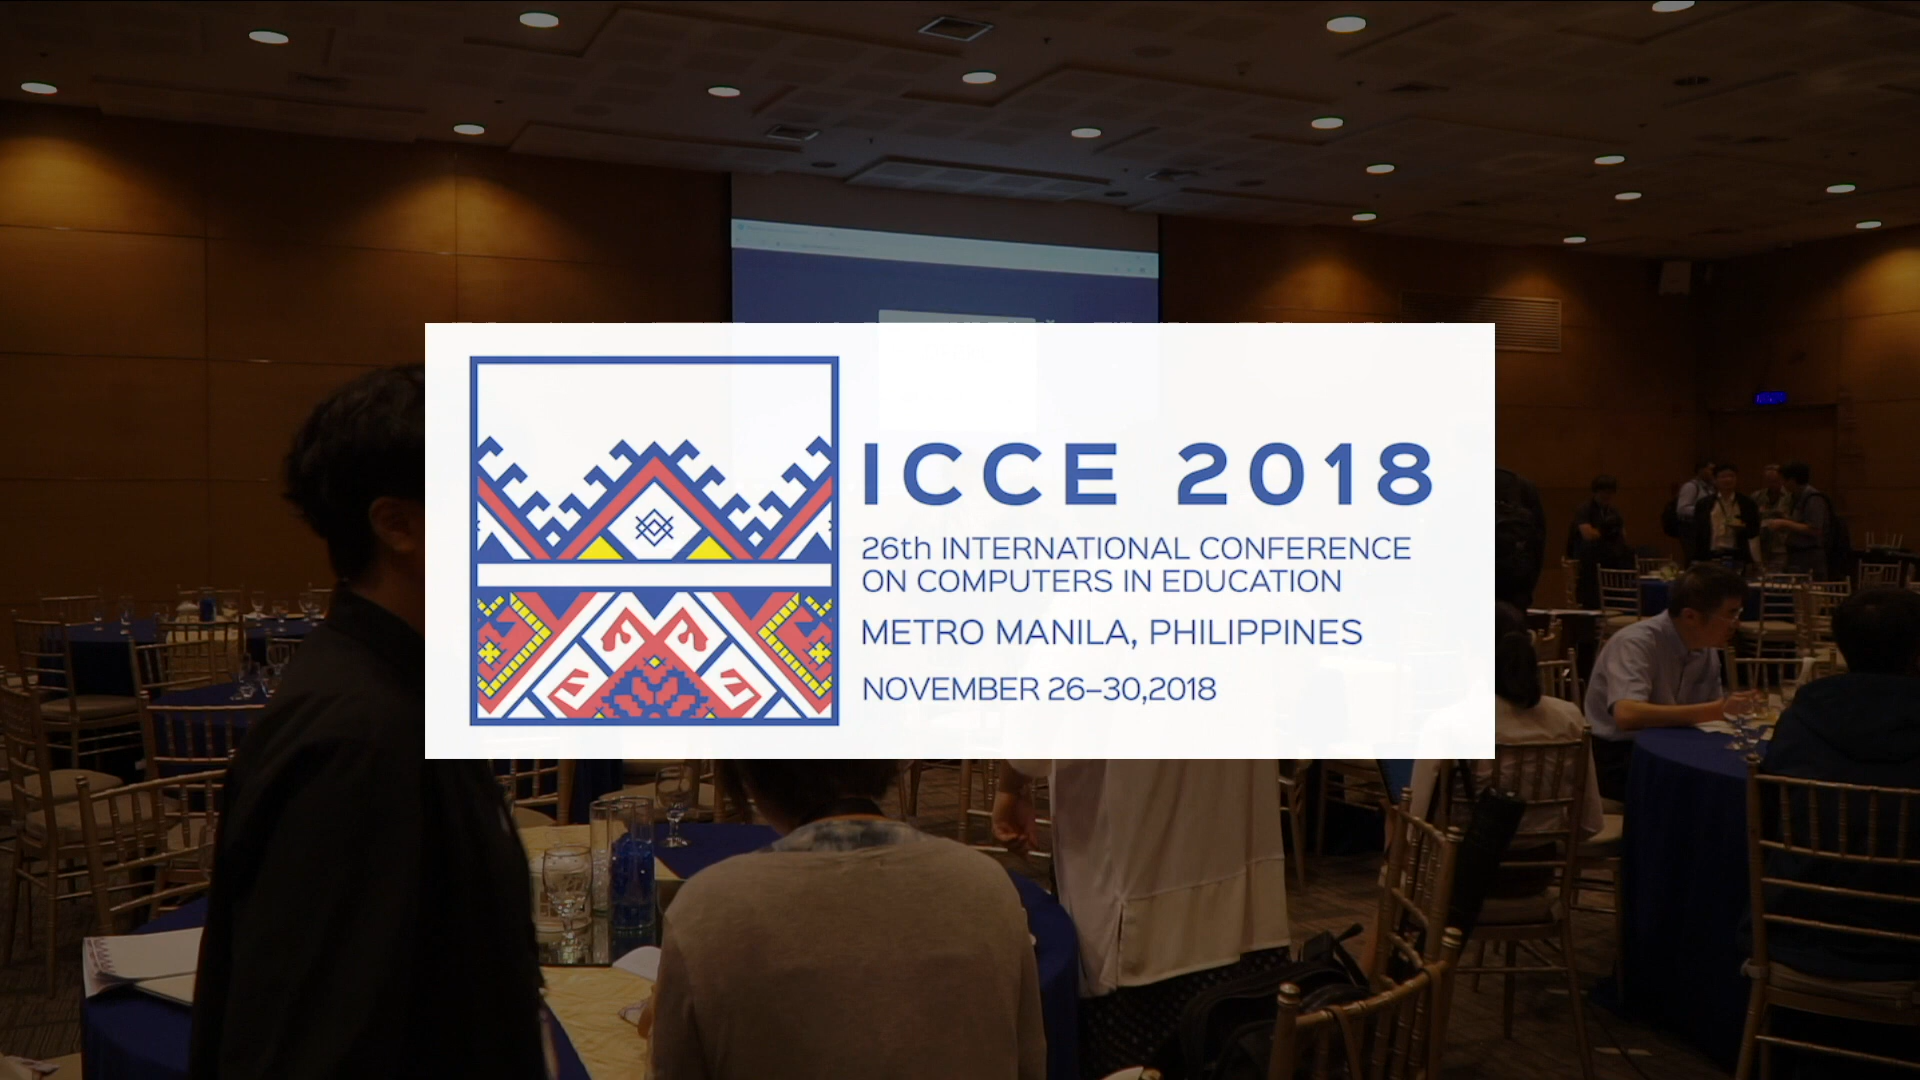 ICCE 2018
26th INTERNATIONAL CONFERENCE
ON COMPUTERS IN EDUCATION
METRO MANILA, PHILIPPINES
NOVEMBER 26–30,2018